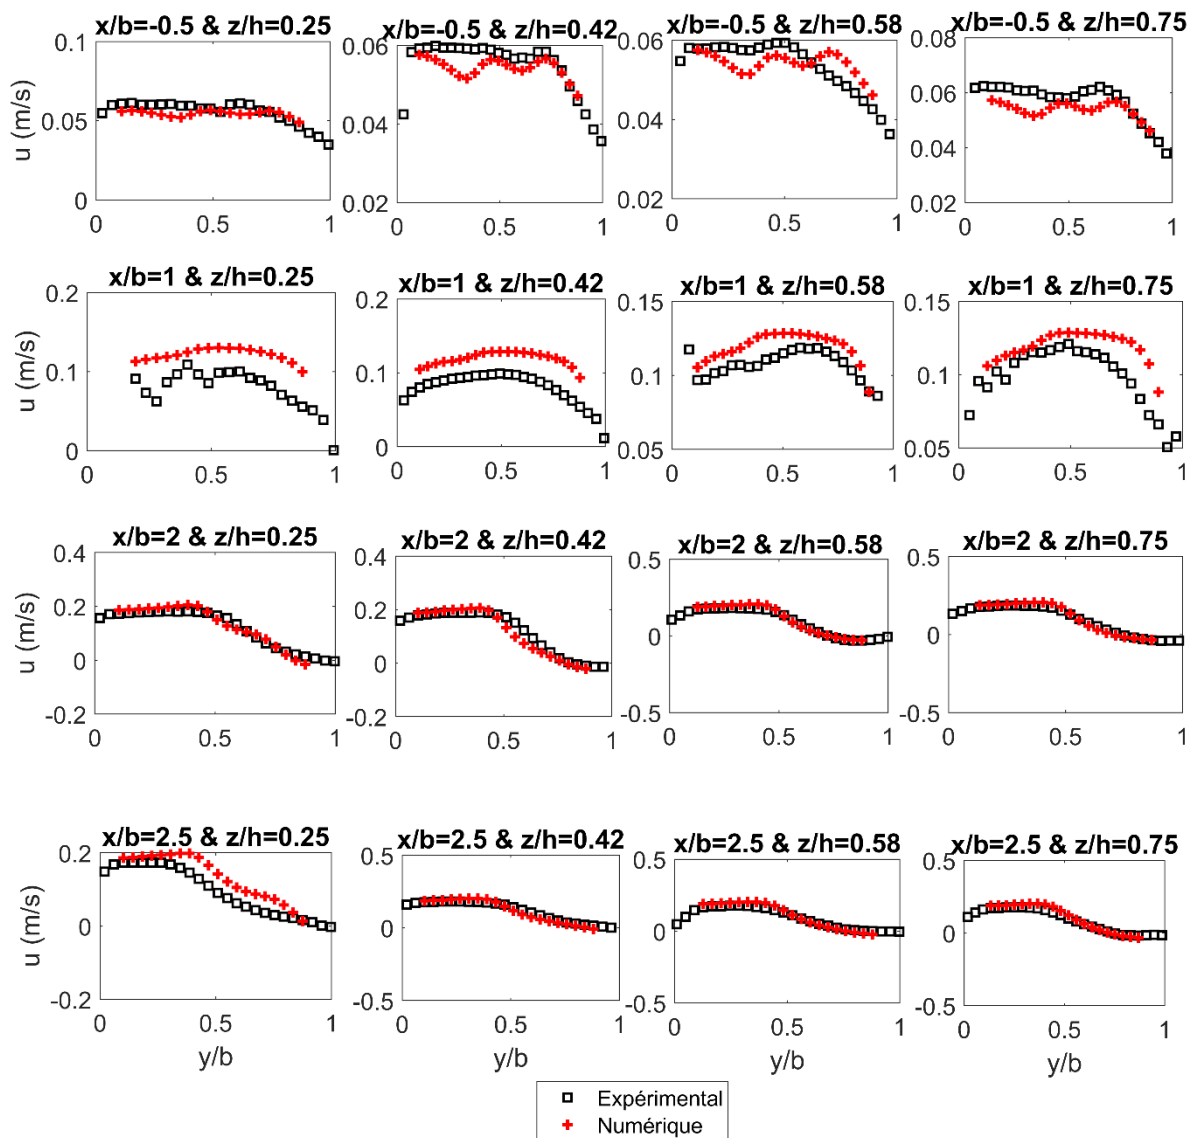 x/b=-0.5 & z/h=0.25 x/b=-0.5 & z/h=0.42 x/b=-0.5 & z/h=0.58 x/b=-0.5 & z/h=0.75
0.1 0.06 0.06 0.08
0.05 0.04 0.04 0.06
0.04
0 0.02 0.02 0.02
u (m/s)
0 0.5 1 0 0.5 1 0 0.5 1 0 0.5 1
x/b=1 & z/h=0.25 x/b=1 & z/h=0.42 x/b=1 & z/h=0.58 x/b=1 & z/h=0.75
0.2 0.2 0.15 0.15
0.1 0.1 0.1 0.1
0 0 0.05 0.05
u (m/s)
0 0.5 1 0 0.5 1 0 0.5 1 0 0.5 1
x/b=2 & z/h=0.25 x/b=2 & z/h=0.42 x/b=2 & z/h=0.58 x/b=2 & z/h=0.75
0.4 0.4 0.5 0.5
0.2 0.2
0 0 0 0
-0.2 -0.2 -0.5 -0.5
u (m/s)
0 0.5 1 0 0.5 1 0 0.5 1 0 0.5 1
x/b=2.5 & z/h=0.25 x/b=2.5 & z/h=0.42 x/b=2.5 & z/h=0.58 x/b=2.5 & z/h=0.75
0.2 0.5 0.5 0.5
0 0 0 0
-0.2 -0.5 -0.5 -0.5
u (m/s)
0 0.5 1 0 0.5 1 0 0.5 1 0 0.5 1
y/b y/b y/b y/b
Expérimental
Numérique